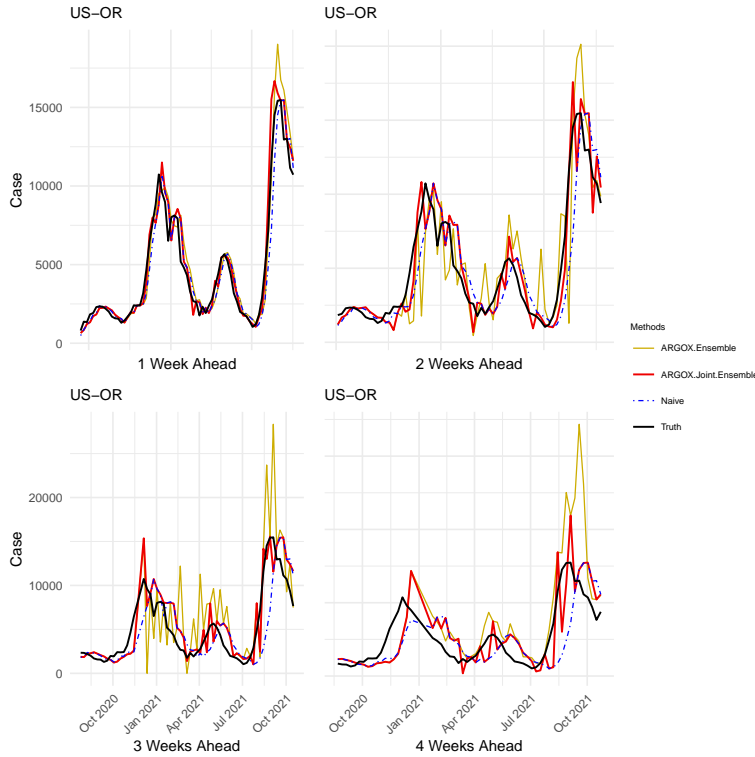 US−OR
US−OR
15000
10000
5000
0
Case
1 Week Ahead
2 Weeks Ahead
Methods
ARGOX.Ensemble
ARGOX.Joint.Ensemble
Naive
Truth
US−OR
US−OR
20000
10000
0
Case
Oct 2020
Jan 2021
Apr 2021
Jul 2021
Oct 2021
Oct 2020
Jan 2021
Apr 2021
Jul 2021
Oct 2021
3 Weeks Ahead
4 Weeks Ahead